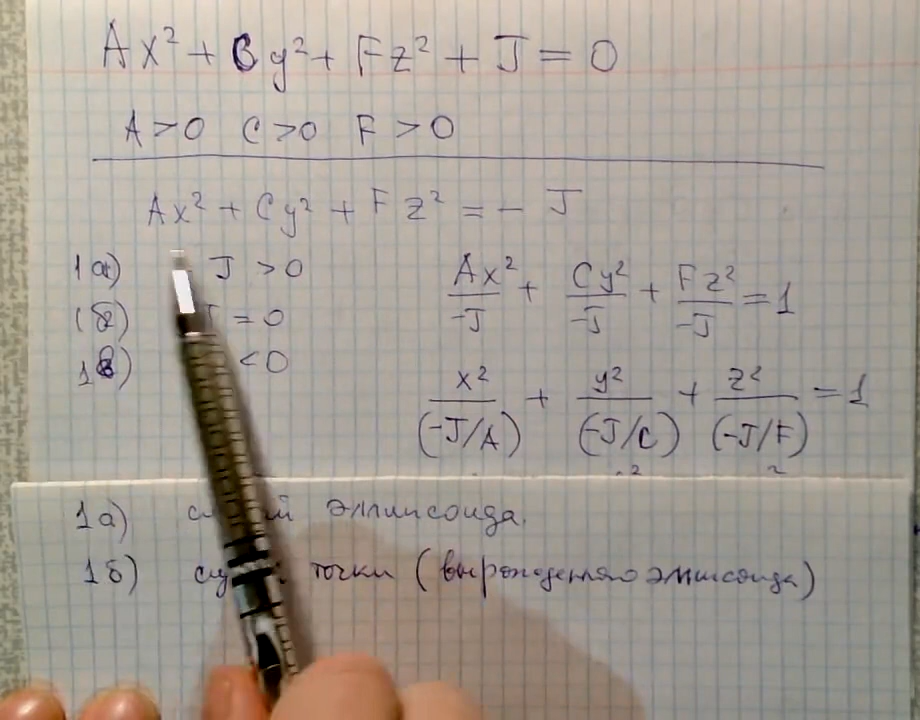 Ax² + Cy² + Fz² + J = 0
A > 0 C > 0 F > 0
Ax² + Cy² + Fz² = - J
1а) J > 0
1б) J = 0
1в) < 0
Ax²/-J + Cy²/-J + Fz²/-J = 1
x²/(-J/A) + y²/(-J/C) + z²/(-J/F) = 1
1а) эллипсоида.
1б) точки (вырожденного эллипсоида)